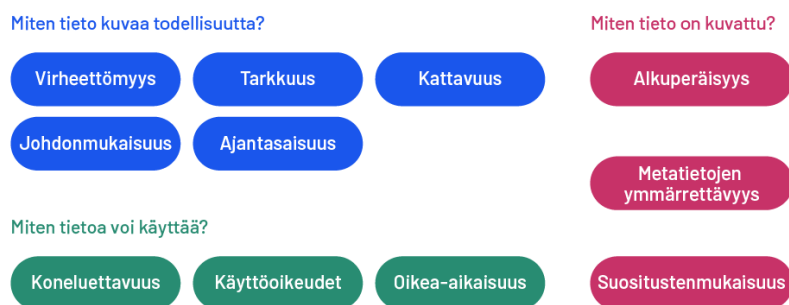 Miten tieto kuvaa todellisuutta?
Virheettömyys
Tarkkuus
Kattavuus
Johdonmukaisuus
Ajantasaisuus
Miten tietoa voi käyttää?
Koneluettavuus
Käyttöoikeudet
Oikea-aikaisuus
Miten tieto on kuvattu?
Alkuperäisyys
Metatietojen
ymmärrettävyys
Suositustenmukaisuus